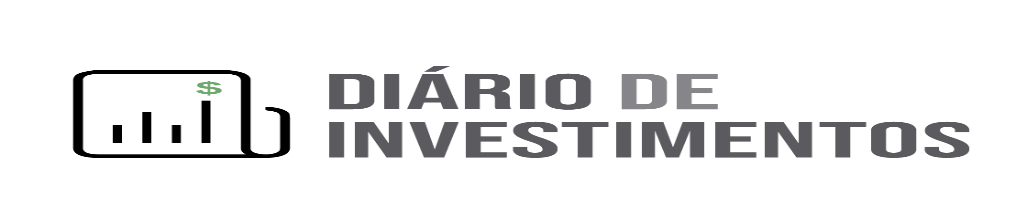 $
DIÁRIO DE
INVESTIMENTOS